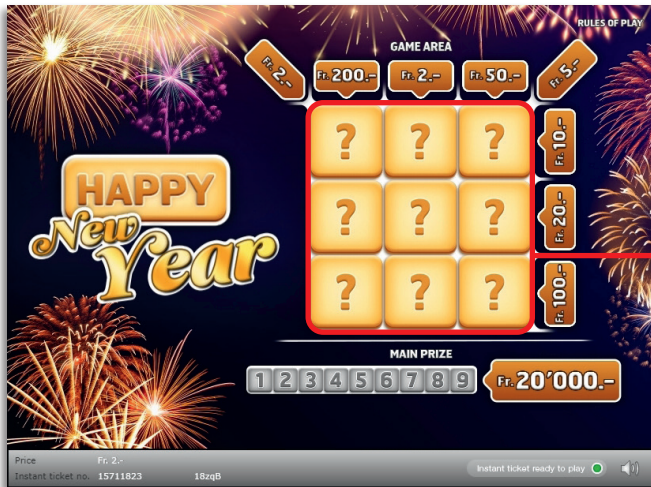 RULES OF PLAY
GAME AREA
Fr. 2.-
Fr. 200.-
Fr. 2.-
Fr. 50.-
Fr. 5.-
? ? ?
Fr. 10.-
HAPPY
New
Year
? ? ?
Fr. 20.-
? ? ?
Fr. 100.-
MAIN PRIZE
1 2 3 4 5 6 7 8 9
Fr. 20'000.-
Price Fr. 2.-
Instant ticket no. 15711823 18zqB
Instant ticket ready to play